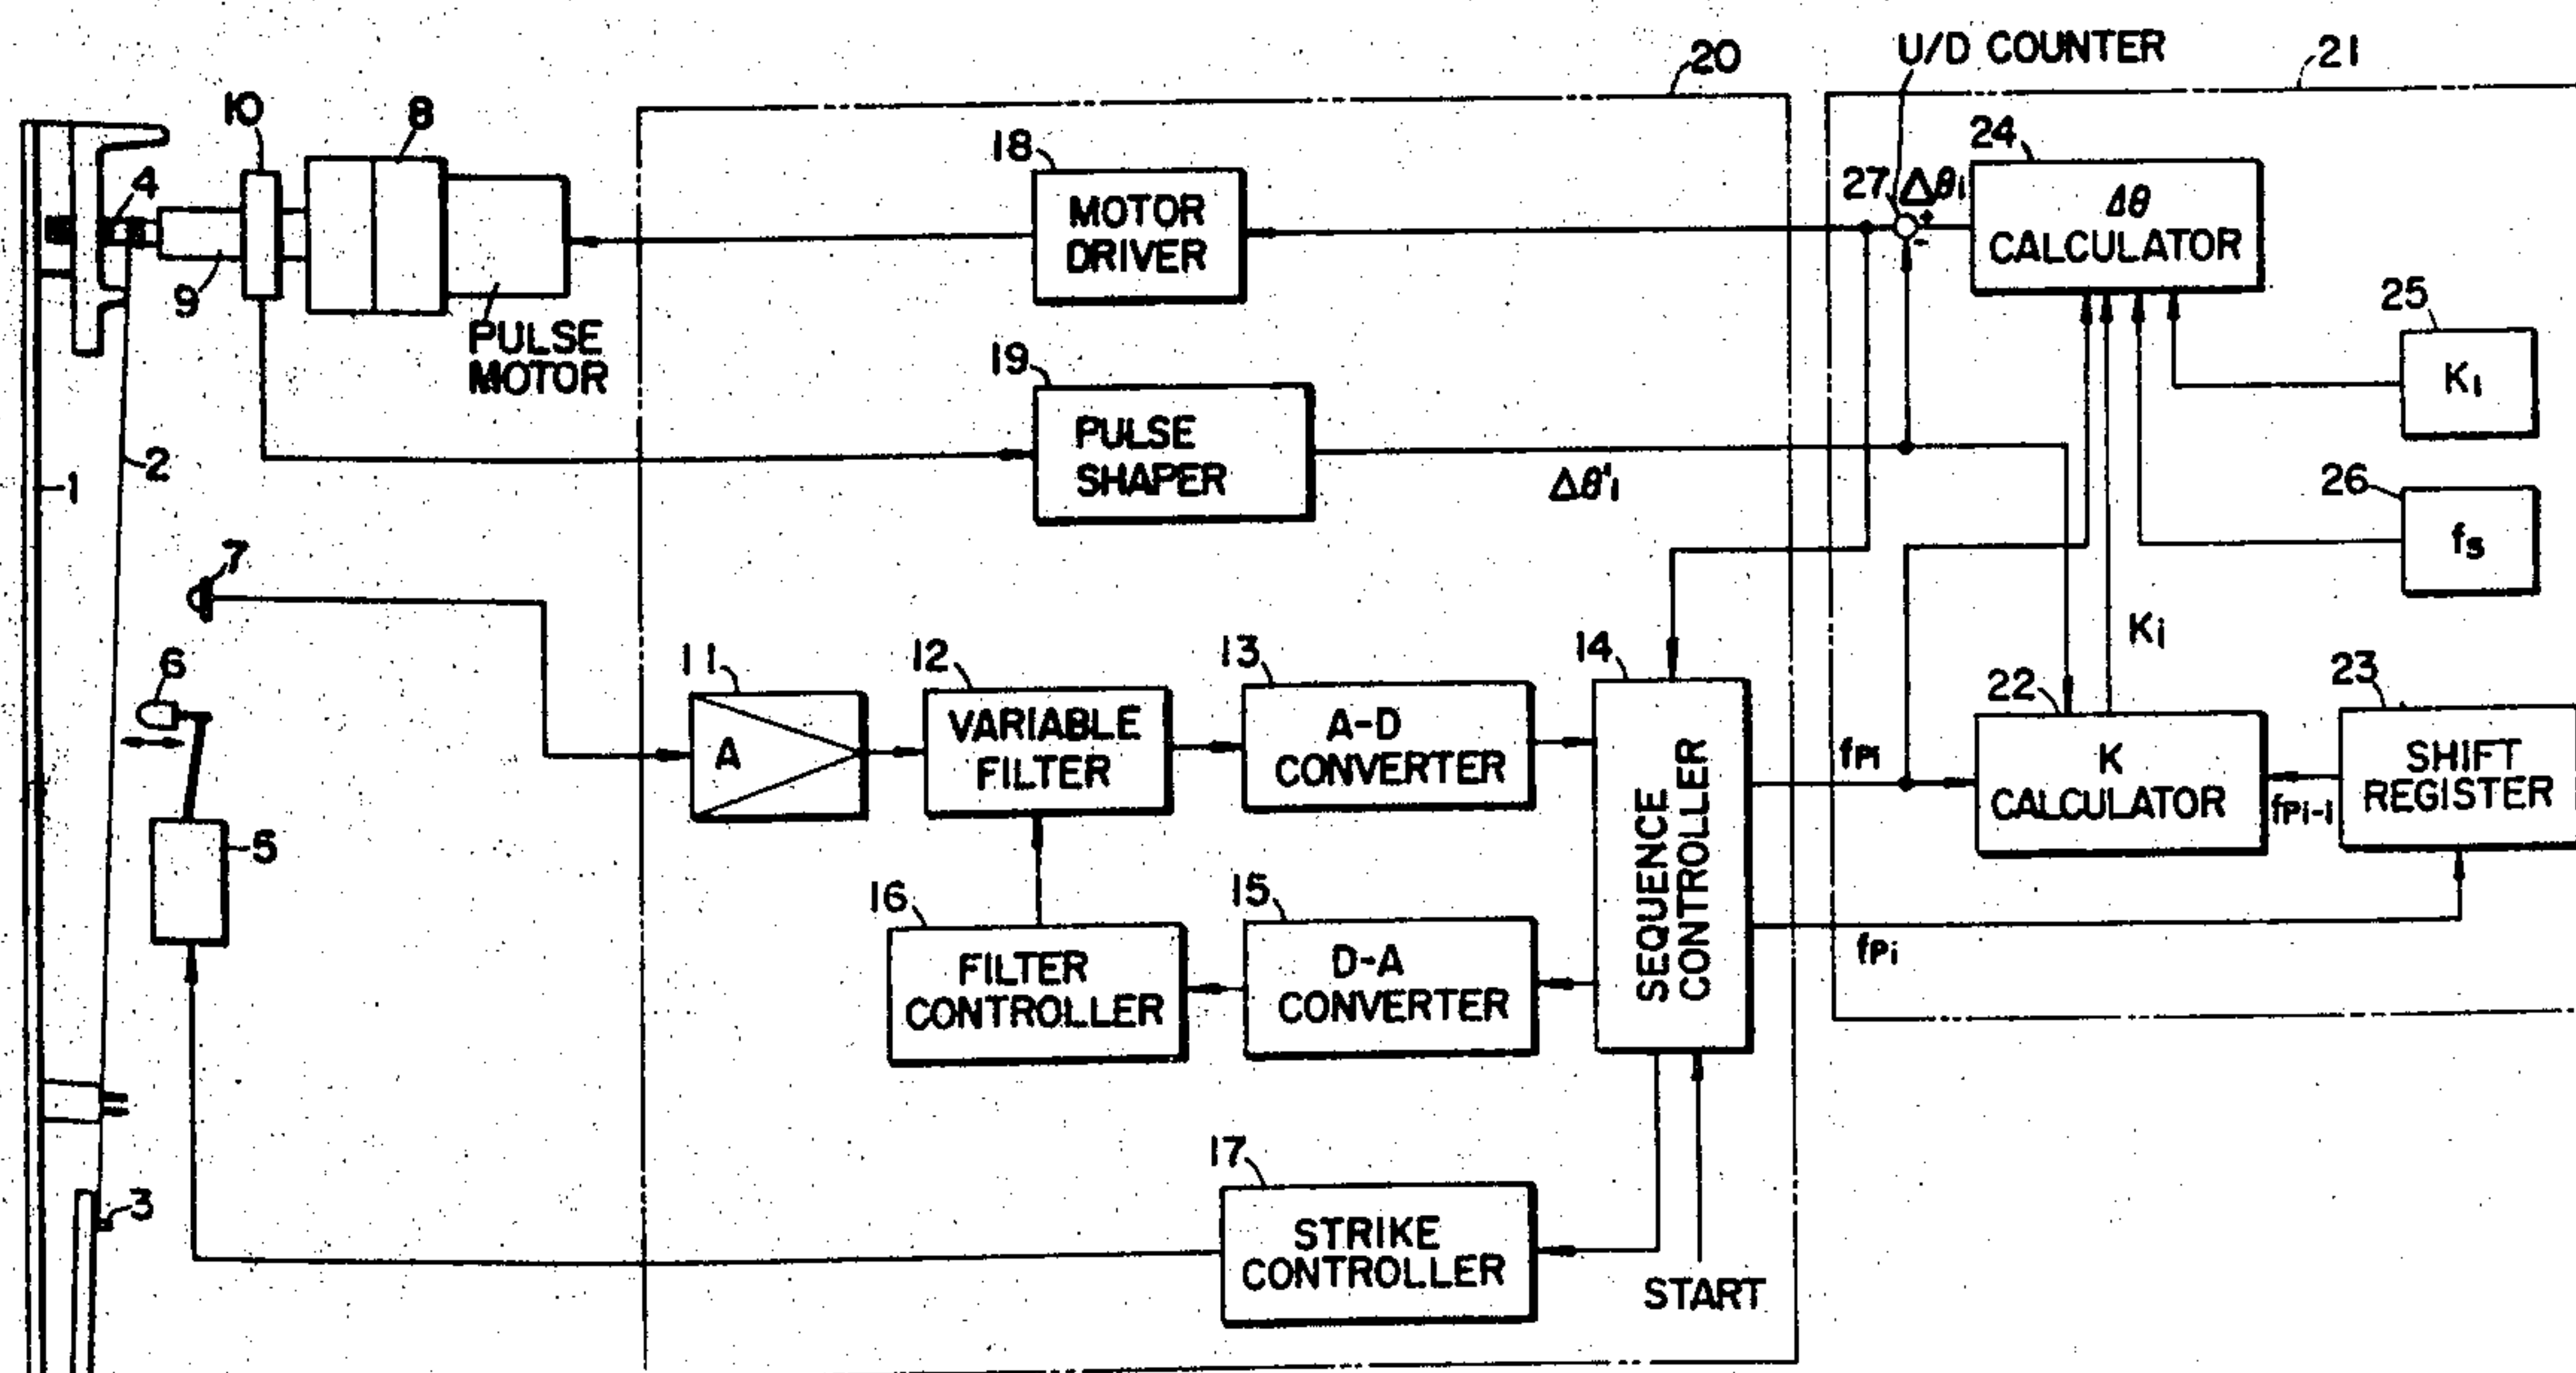 U/D COUNTER
20
21
10
8
18
24
4
MOTOR
DRIVER
27
Δθi
+
-
Δθ
CALCULATOR
9
PULSE
MOTOR
25
K1
19
PULSE
SHAPER
Δθ'i
2
1
26
fs
7
Ki
6
11
A
12
VARIABLE
FILTER
13
A-D
CONVERTER
14
SEQUENCE
CONTROLLER
fPi
22
K
CALCULATOR
23
SHIFT
REGISTER
fPi-1
5
16
FILTER
CONTROLLER
15
D-A
CONVERTER
fPi
3
17
STRIKE
CONTROLLER
START